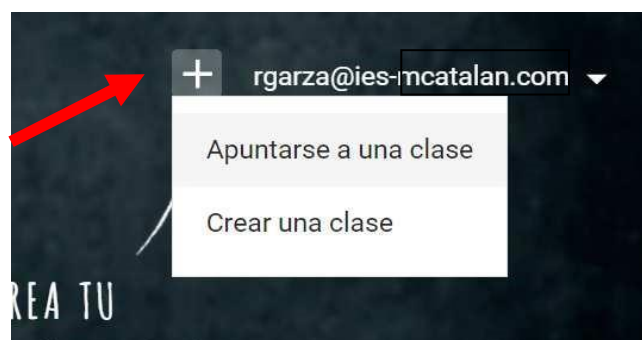 + rgarza@ies-mcatalan.com
Apuntarse a una clase
Crear una clase
REA TU